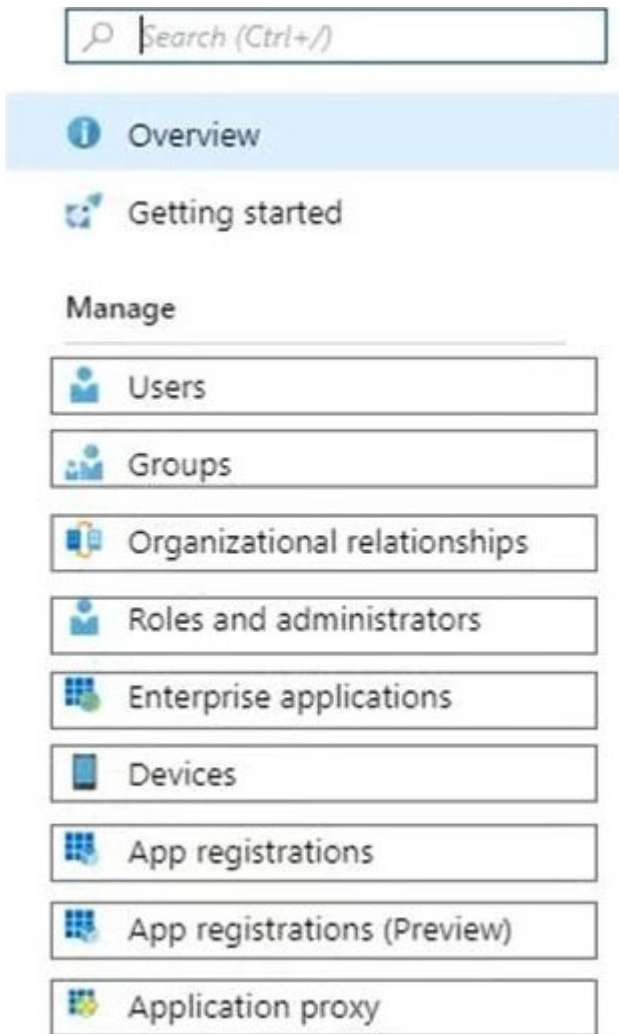 Search (Ctrl+/)
Overview
Getting started
Manage
Users
Groups
Organizational relationships
Roles and administrators
Enterprise applications
Devices
App registrations
App registrations (Preview)
Application proxy